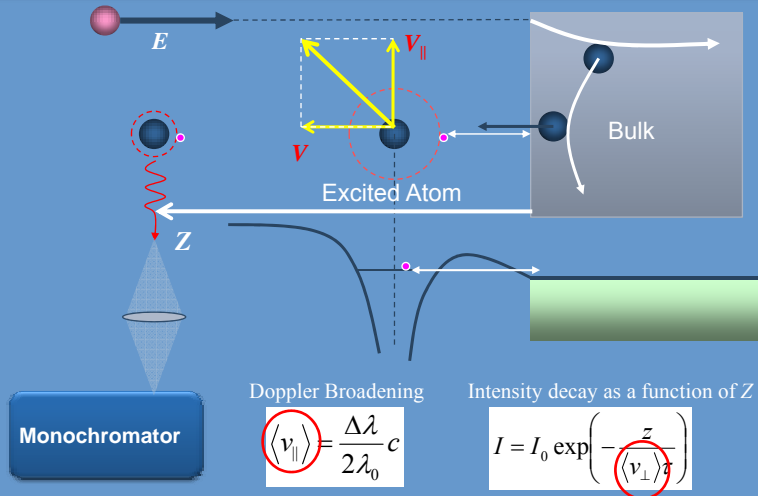 E
V∥
V
Bulk
Excited Atom
Z
Doppler Broadening
Intensity decay as a function of Z
Monochromator
⟨v∥⟩ = Δλ / 2λ₀ c
I = I₀ exp(− z / ⟨v⊥⟩τ)